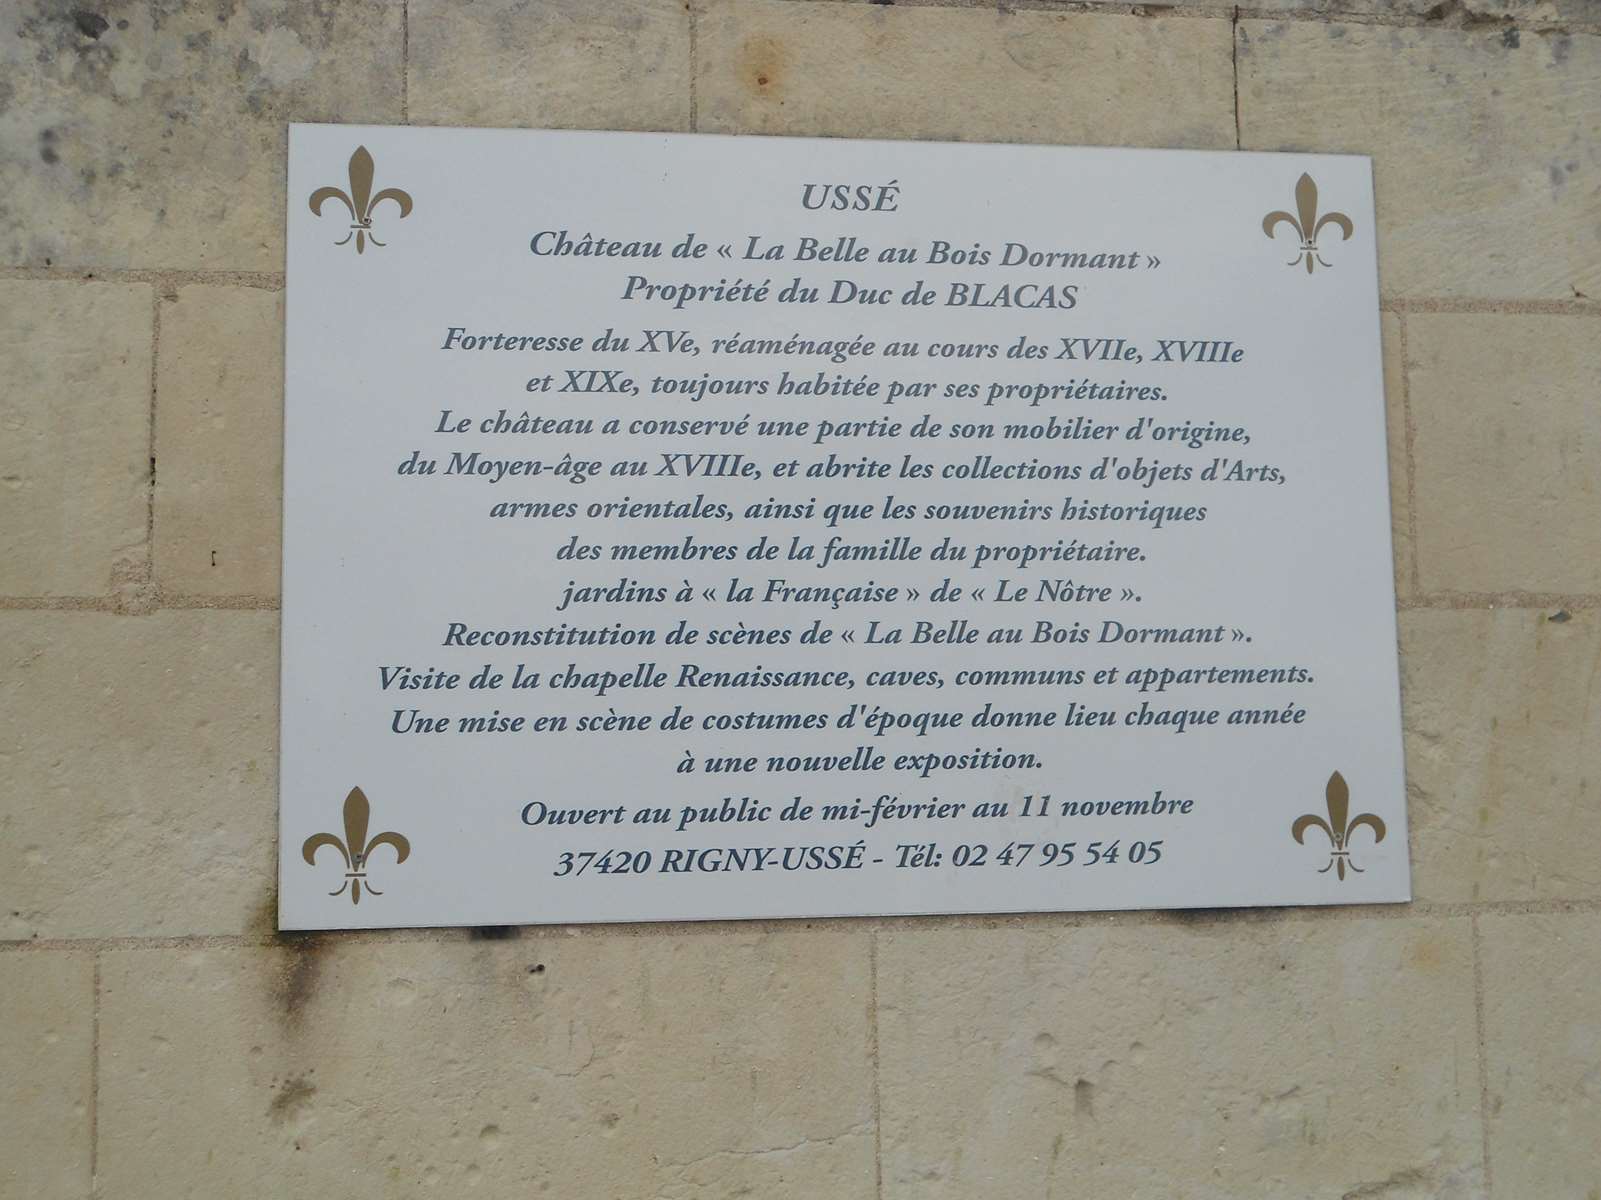 USSÉ
Château de « La Belle au Bois Dormant »
Propriété du Duc de BLACAS
Forteresse du XVe, réaménagée au cours des XVIIe, XVIIIe
et XIXe, toujours habitée par ses propriétaires.
Le château a conservé une partie de son mobilier d'origine,
du Moyen-âge au XVIIIe, et abrite les collections d'objets d'Arts,
armes orientales, ainsi que les souvenirs historiques
des membres de la famille du propriétaire.
jardins à « la Française » de « Le Nôtre ».
Reconstitution de scènes de « La Belle au Bois Dormant ».
Visite de la chapelle Renaissance, caves, communs et appartements.
Une mise en scène de costumes d'époque donne lieu chaque année
à une nouvelle exposition.
Ouvert au public de mi-février au 11 novembre
37420 RIGNY-USSÉ - Tél: 02 47 95 54 05